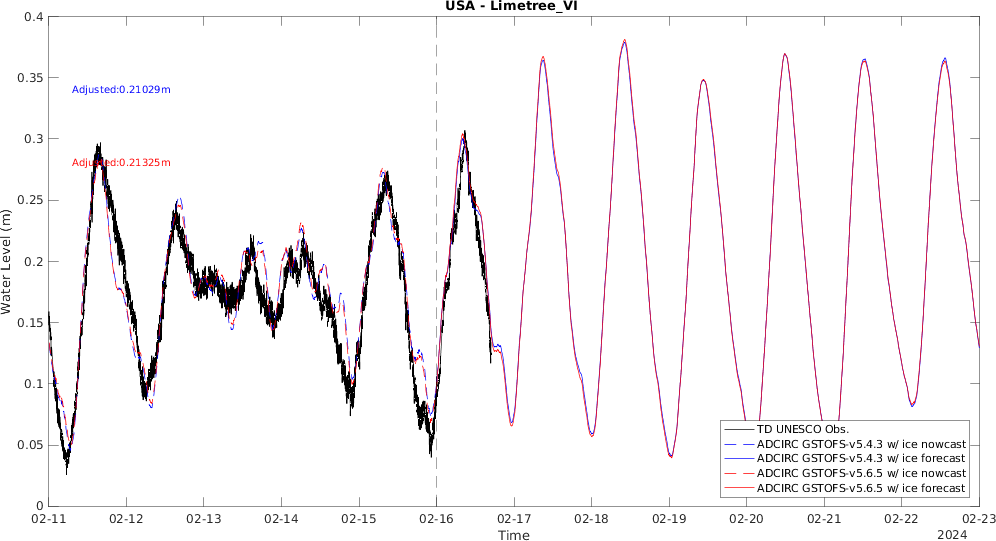 USA - Limetree_VI
0.4
0.35
0.3
0.25
0.2
0.15
0.1
0.05
0
Water Level (m)
Adjusted:0.21029m
Adjusted:0.21325m
TD UNESCO Obs.
ADCIRC GSTOFS-v5.4.3 w/ ice nowcast
ADCIRC GSTOFS-v5.4.3 w/ ice forecast
ADCIRC GSTOFS-v5.6.5 w/ ice nowcast
ADCIRC GSTOFS-v5.6.5 w/ ice forecast
02-11 02-12 02-13 02-14 02-15 02-16 02-17 02-18 02-19 02-20 02-21 02-22 02-23
Time
2024